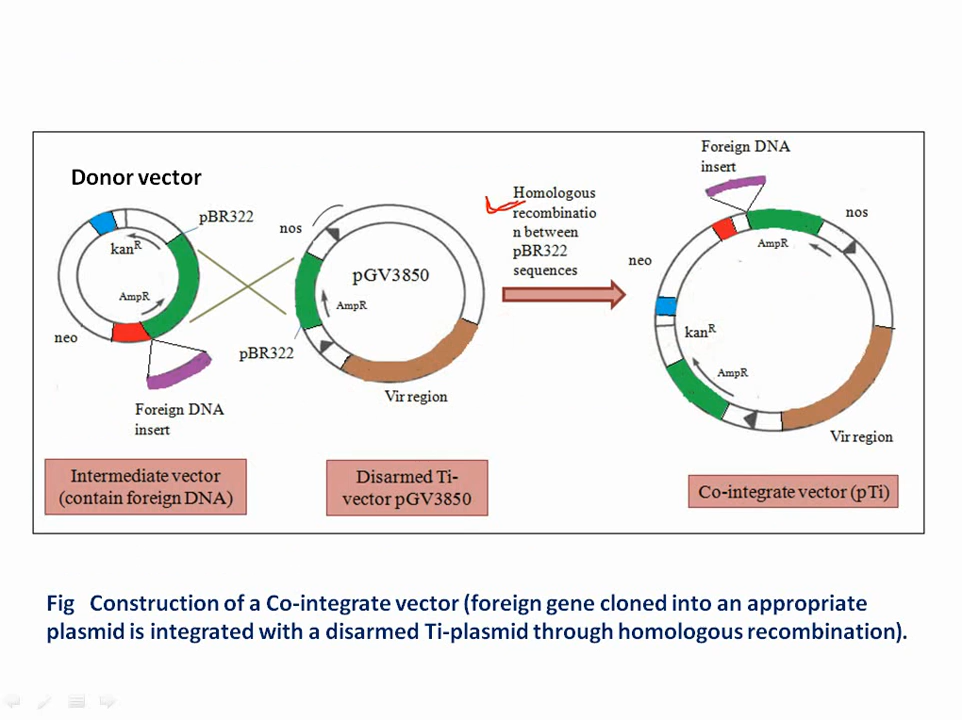 Donor vector
pBR322
kanR
AmpR
neo
Foreign DNA
insert
Intermediate vector
(contain foreign DNA)
nos
pGV3850
AmpR
pBR322
Vir region
Disarmed Ti-
vector pGV3850
Homologous
recombinatio
n between
pBR322
sequences
Foreign DNA
insert
nos
AmpR
neo
kanR
AmpR
Vir region
Co-integrate vector (pTi)
Fig Construction of a Co-integrate vector (foreign gene cloned into an appropriate
plasmid is integrated with a disarmed Ti-plasmid through homologous recombination).